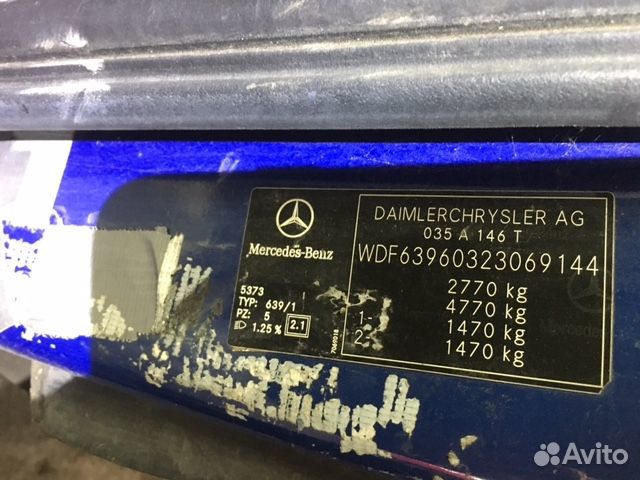 DAIMLERCHRYSLER AG
035 A 146 T
Mercedes-Benz
WDF63960323069144
2770 kg
4770 kg
1- 1470 kg
2- 1470 kg
5373
TYP: 639/1
PZ: 5
1.25 % 2.1
Avito